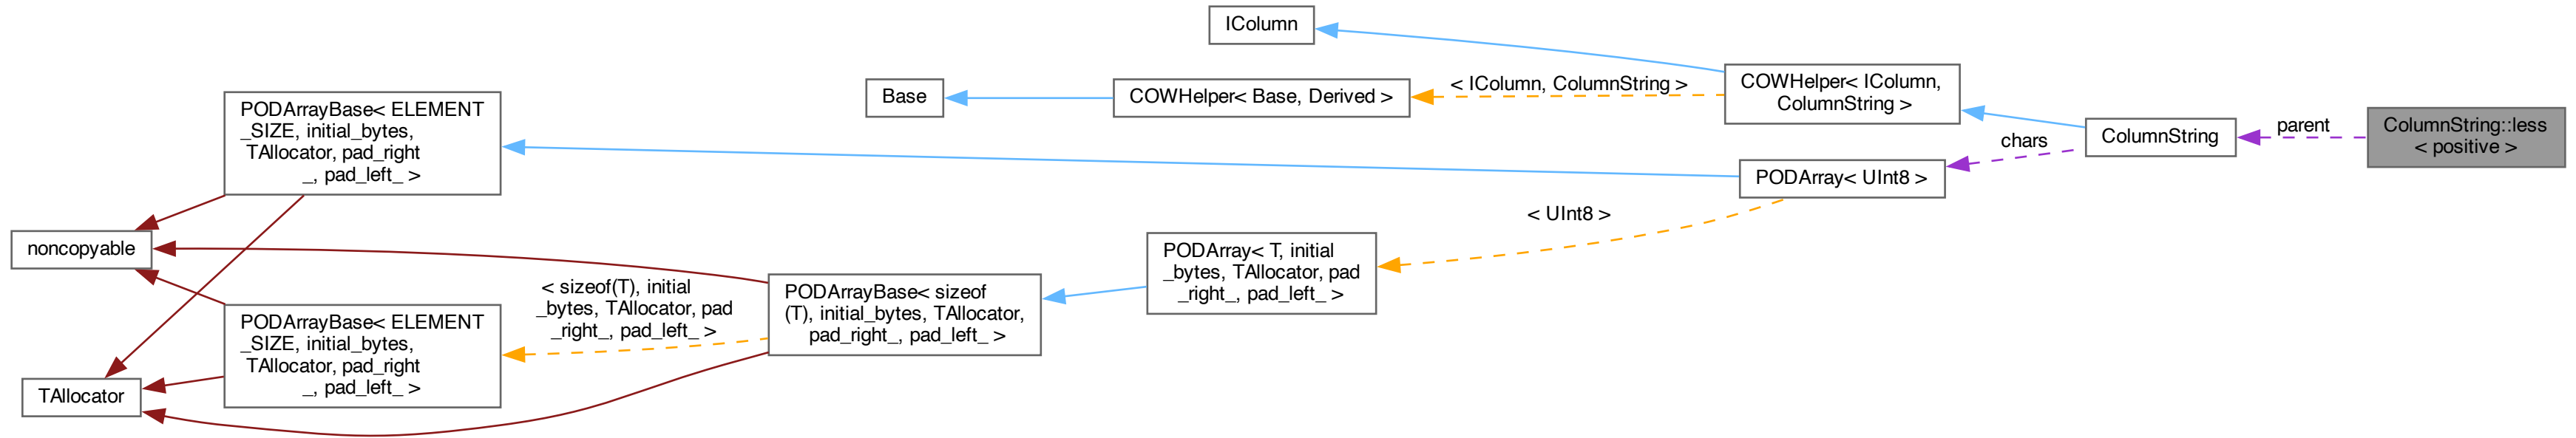 IColumn
Base
COWHelper< Base, Derived >
< IColumn, ColumnString >
COWHelper< IColumn,
ColumnString >
ColumnString
parent
ColumnString::less
< positive >
chars
PODArray< UInt8 >
PODArrayBase< ELEMENT
_SIZE, initial_bytes,
TAllocator, pad_right
_, pad_left_ >
< UInt8 >
noncopyable
PODArray< T, initial
_bytes, TAllocator, pad
_right_, pad_left_ >
PODArrayBase< sizeof
(T), initial_bytes, TAllocator,
pad_right_, pad_left_ >
< sizeof(T), initial
_bytes, TAllocator, pad
_right_, pad_left_ >
PODArrayBase< ELEMENT
_SIZE, initial_bytes,
TAllocator, pad_right
_, pad_left_ >
TAllocator